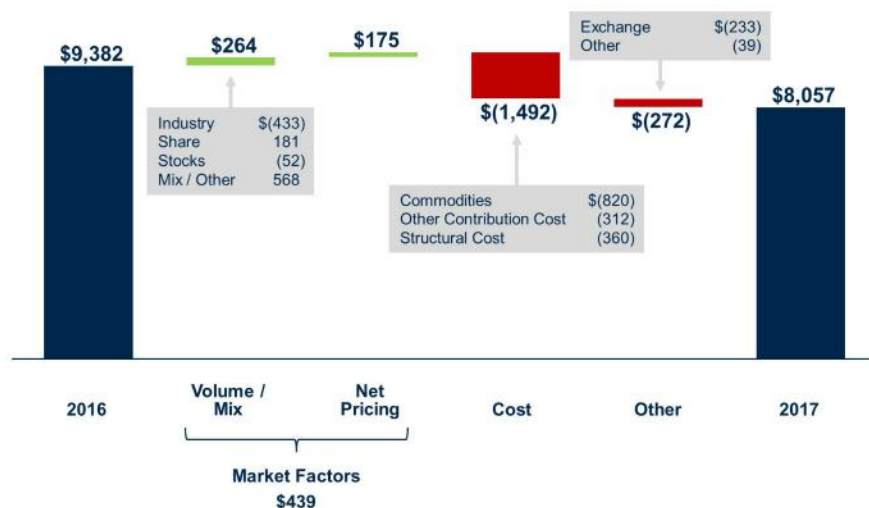 $9,382
$264
$175
Exchange $(233)
Other (39)
$(1,492)
$(272)
$8,057
Industry $(433)
Share 181
Stocks (52)
Mix / Other 568
Commodities $(820)
Other Contribution Cost (312)
Structural Cost (360)
2016
Volume /
Mix
Net
Pricing
Cost
Other
2017
Market Factors
$439